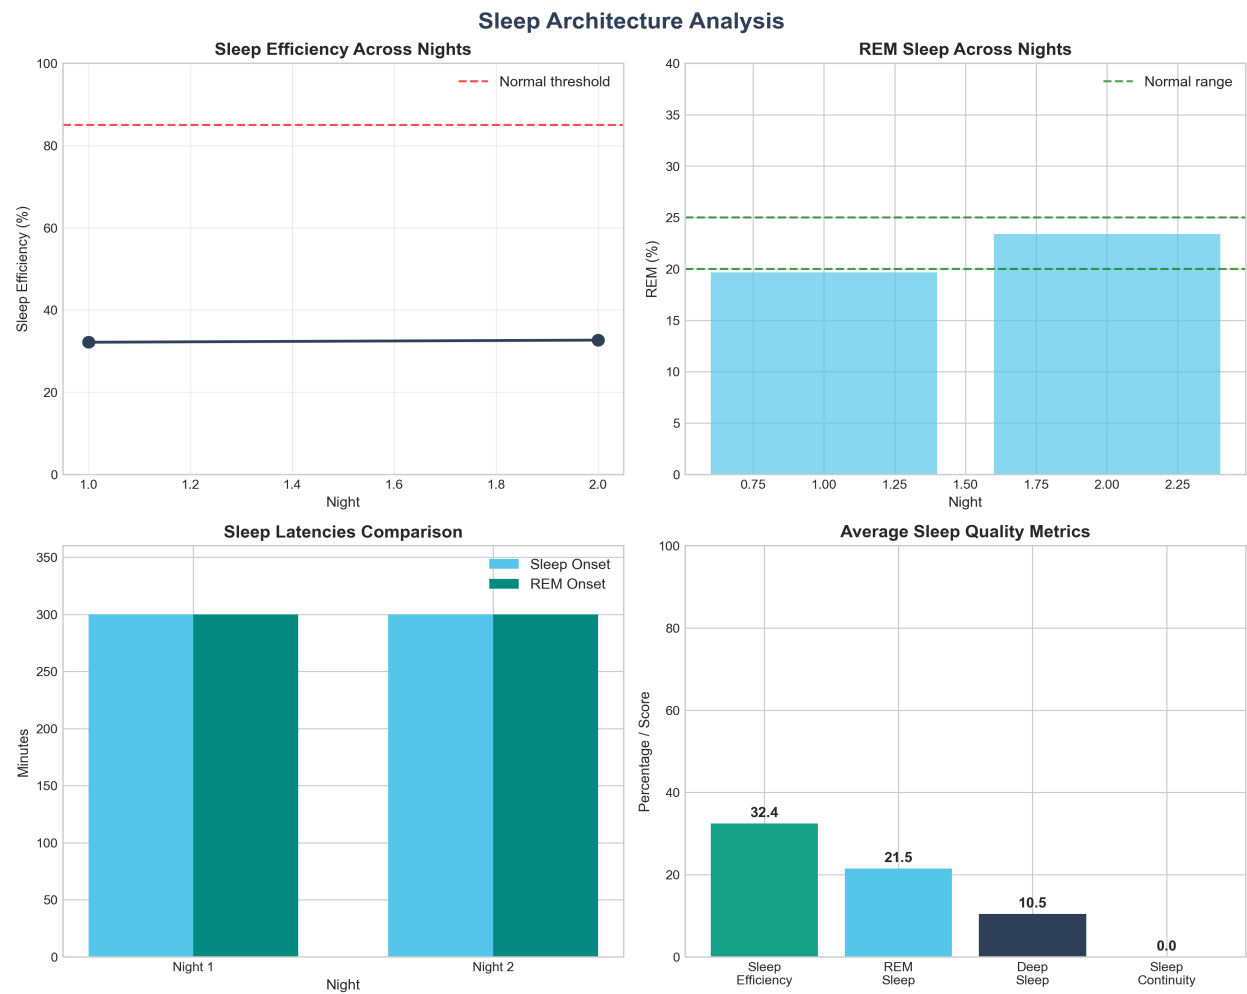 Sleep Architecture Analysis
Sleep Efficiency Across Nights
Normal threshold
Sleep Efficiency (%)
100
80
60
40
20
0
1.0 1.2 1.4 1.6 1.8 2.0
Night
REM Sleep Across Nights
Normal range
REM (%)
40
35
30
25
20
15
10
5
0
0.75 1.00 1.25 1.50 1.75 2.00 2.25
Night
Sleep Latencies Comparison
Sleep Onset
REM Onset
Minutes
350
300
250
200
150
100
50
0
Night 1 Night 2
Night
Average Sleep Quality Metrics
Percentage / Score
100
80
60
40
20
0
32.4
21.5
10.5
0.0
Sleep
Efficiency
REM
Sleep
Deep
Sleep
Sleep
Continuity